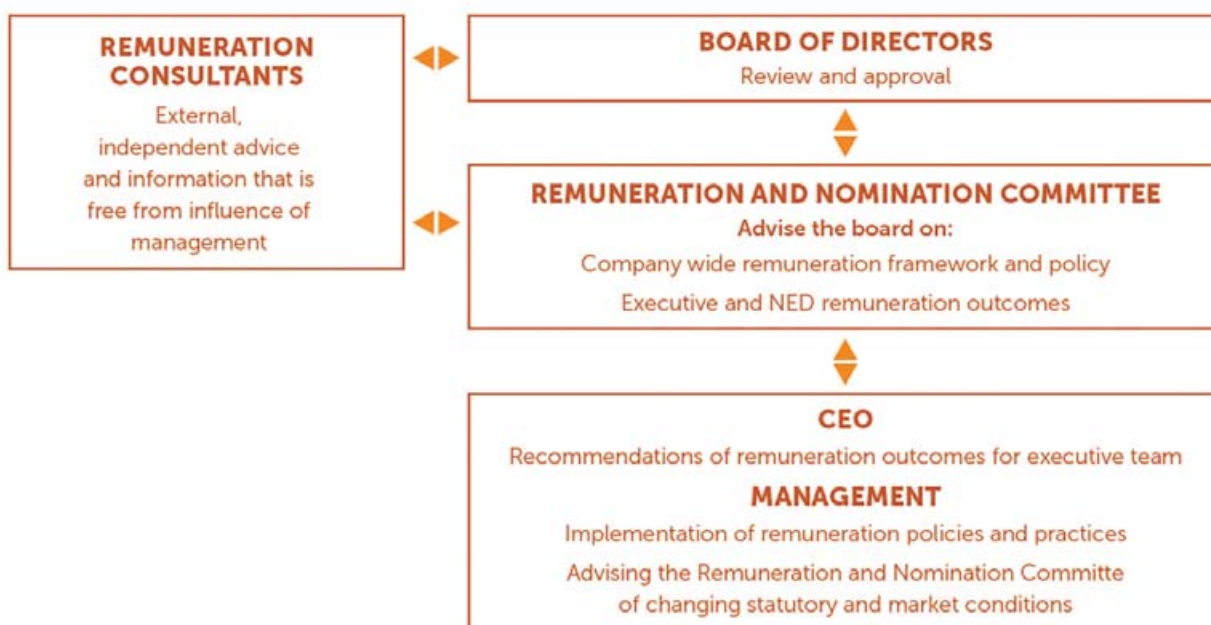 REMUNERATION
CONSULTANTS
External,
independent advice
and information that is
free from influence of
management
BOARD OF DIRECTORS
Review and approval
REMUNERATION AND NOMINATION COMMITTEE
Advise the board on:
Company wide remuneration framework and policy
Executive and NED remuneration outcomes
CEO
Recommendations of remuneration outcomes for executive team
MANAGEMENT
Implementation of remuneration policies and practices
Advising the Remuneration and Nomination Committe
of changing statutory and market conditions